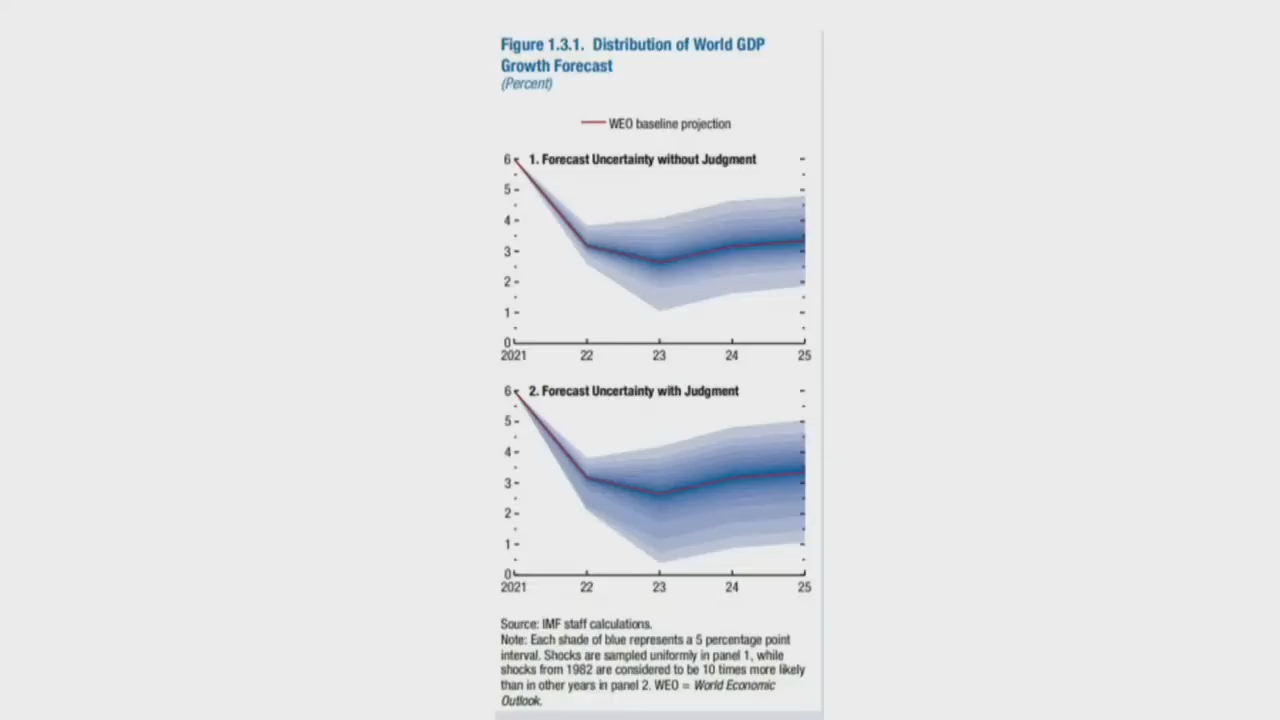 Figure 1.3.1. Distribution of World GDP
Growth Forecast
(Percent)
WEO baseline projection
6
1. Forecast Uncertainty without Judgment
5
4
3
2
1
0
2021 22 23 24 25
6
2. Forecast Uncertainty with Judgment
5
4
3
2
1
0
2021 22 23 24 25
Source: IMF staff calculations.
Note: Each shade of blue represents a 5 percentage point
interval. Shocks are sampled uniformly in panel 1, while
shocks from 1982 are considered to be 10 times more likely
than in other years in panel 2. WEO = World Economic
Outlook.